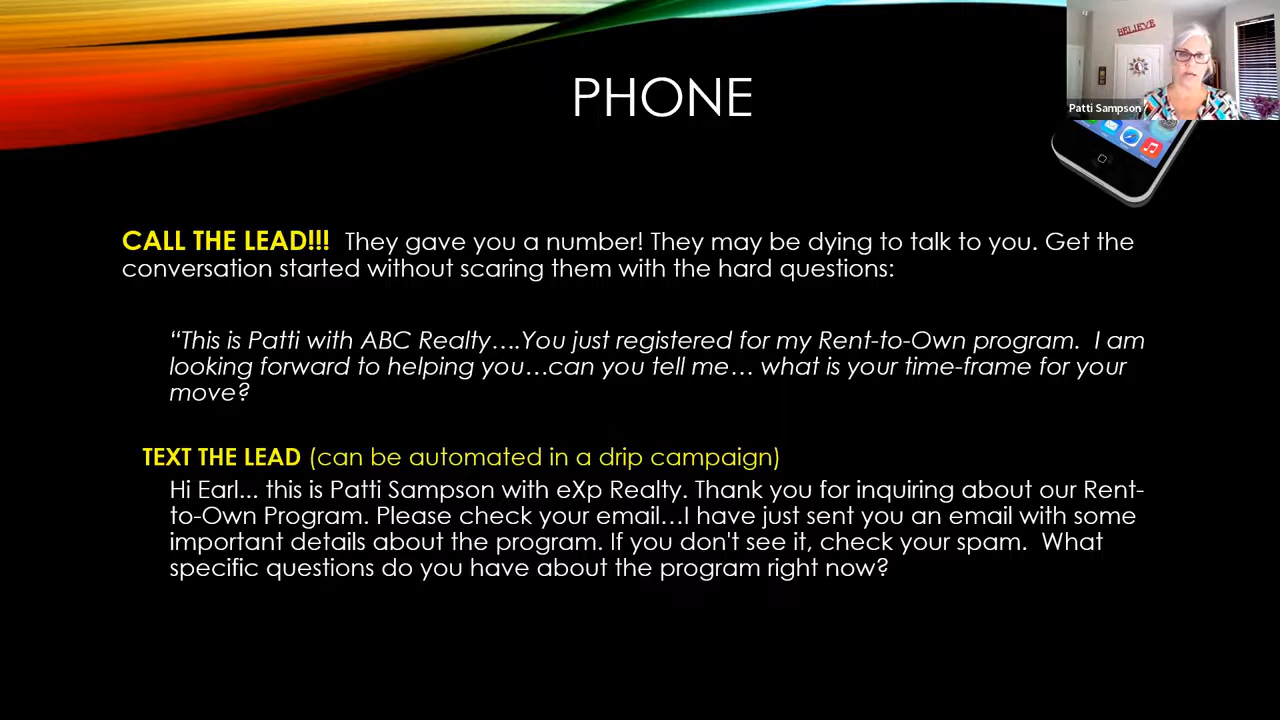 BELIEVE
Patti Sampson
PHONE
CALL THE LEAD!!! They gave you a number! They may be dying to talk to you. Get the
conversation started without scaring them with the hard questions:
“This is Patti with ABC Realty….You just registered for my Rent-to-Own program. I am
looking forward to helping you…can you tell me… what is your time-frame for your
move?
TEXT THE LEAD (can be automated in a drip campaign)
Hi Earl... this is Patti Sampson with eXp Realty. Thank you for inquiring about our Rent-
to-Own Program. Please check your email…I have just sent you an email with some
important details about the program. If you don't see it, check your spam. What
specific questions do you have about the program right now?